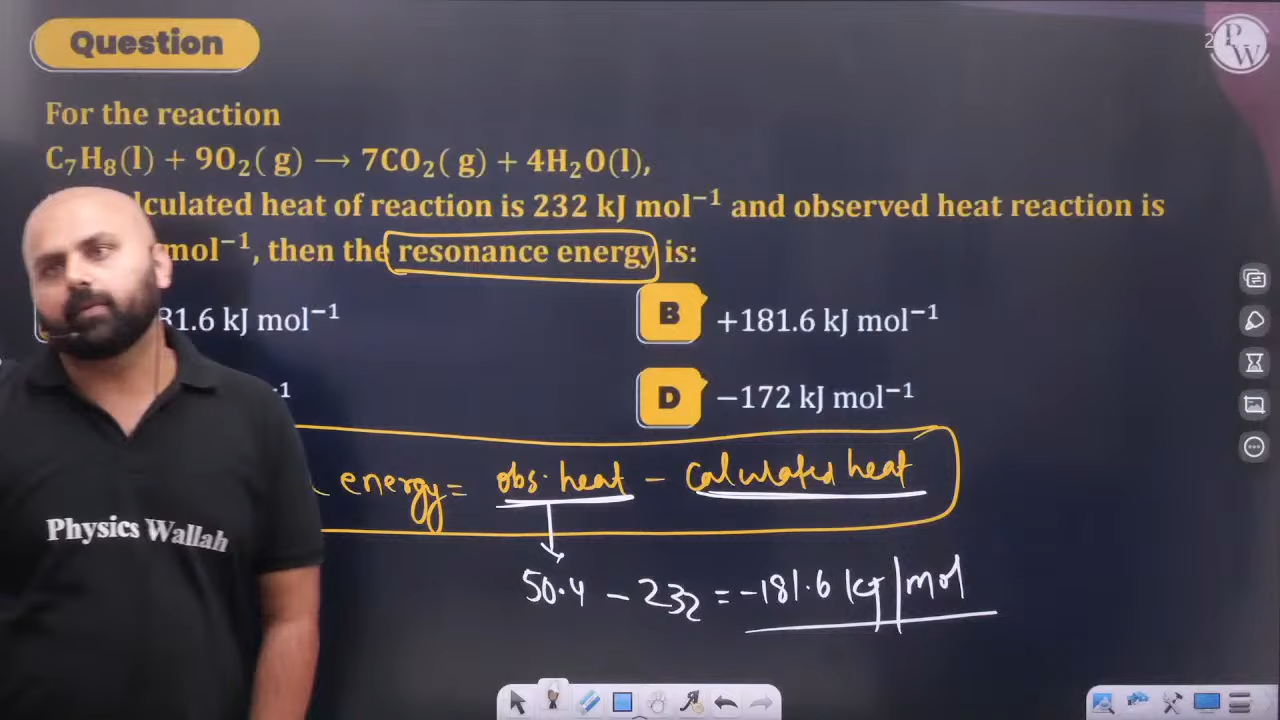 Question
2
PW
For the reaction
C₇H₈(l) + 9O₂( g) ⟶ 7CO₂( g) + 4H₂O(l),
lculated heat of reaction is 232 kJ mol⁻¹ and observed heat reaction is
mol⁻¹, then the resonance energy is:
81.6 kJ mol⁻¹
B +181.6 kJ mol⁻¹
⁻¹
D −172 kJ mol⁻¹
energy = obs. heat − Calculated heat
50.4 − 232 = −181.6 kJ/mol
Physics Wallah